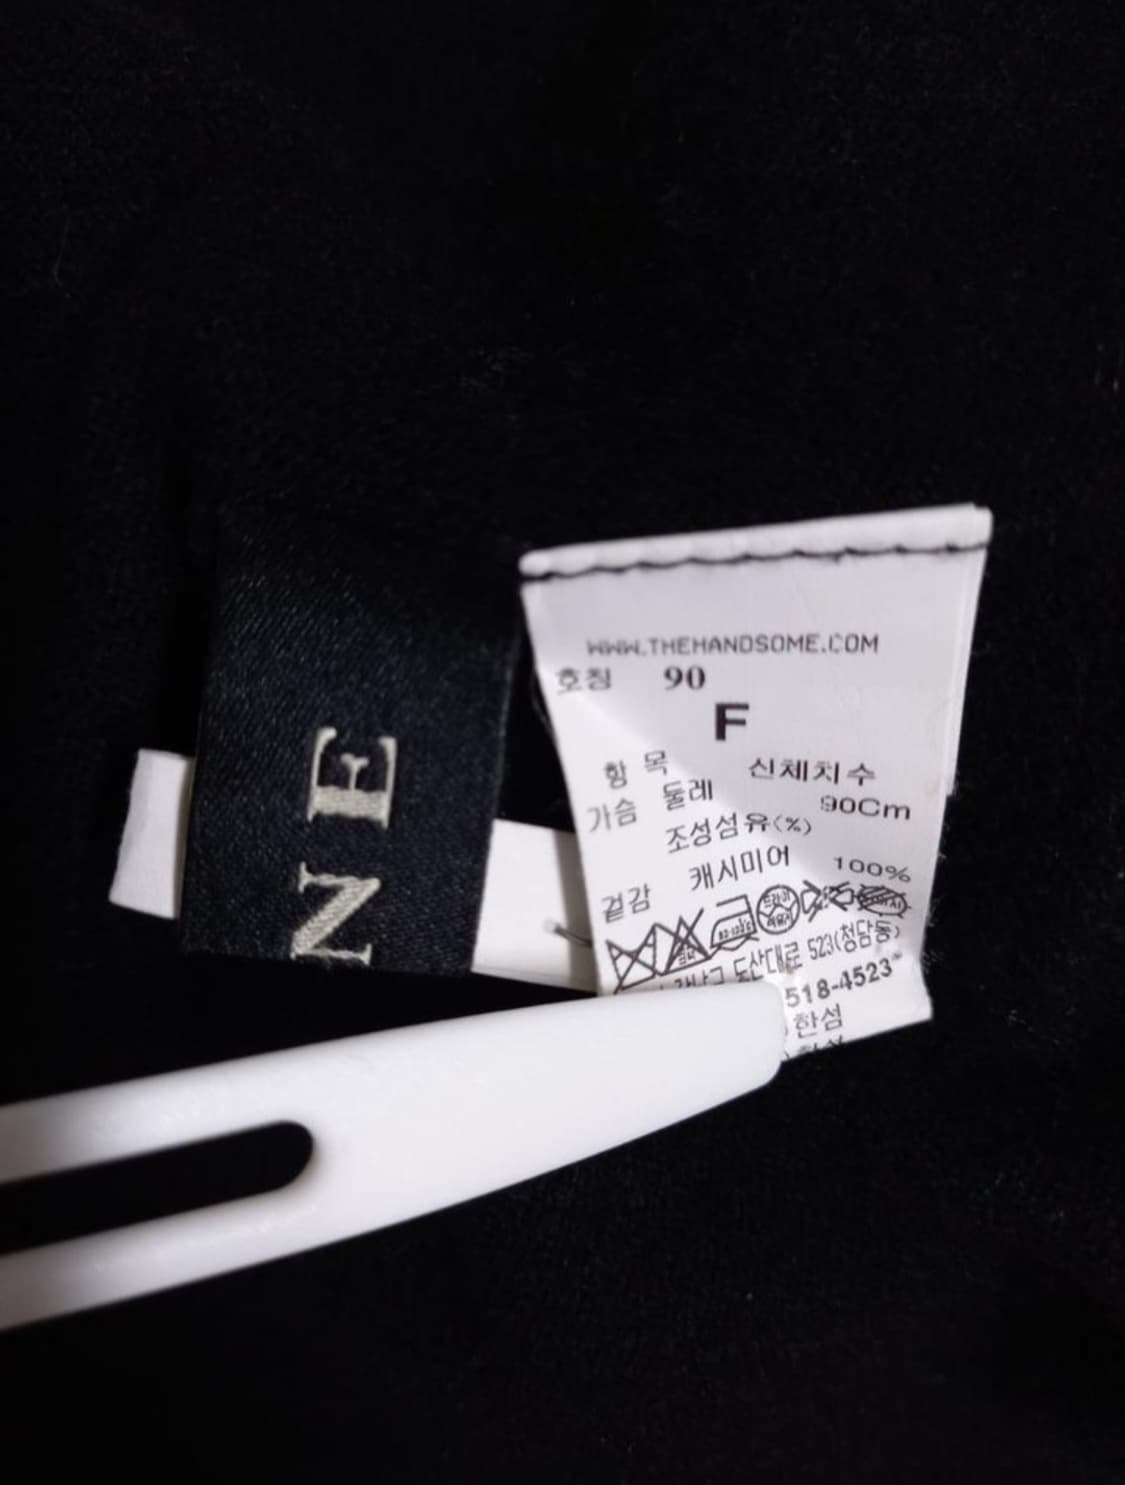 NE
WWW.THEHANDSOME.COM
호칭 90
F
항 목 신체치수
가슴 둘레 90Cm
조성섬유(%)
겉감 캐시미어 100%
도산대로 523(청담동)
518-4523
한섬